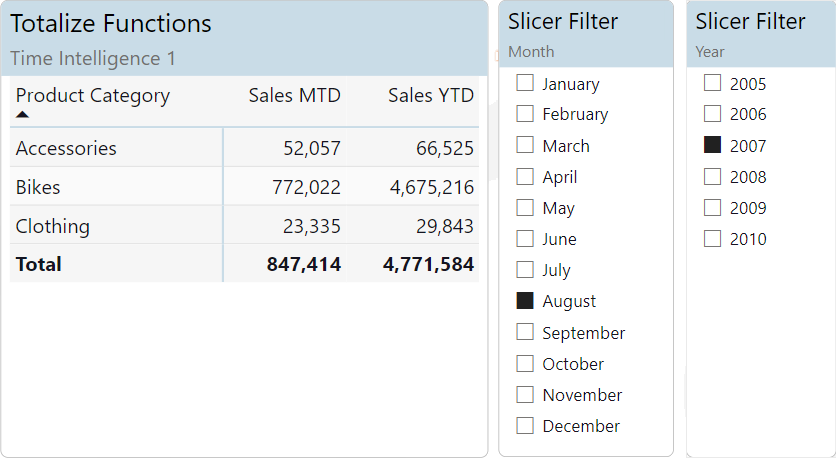 Totalize Functions
Time Intelligence 1
Product Category Sales MTD Sales YTD
Accessories 52,057 66,525
Bikes 772,022 4,675,216
Clothing 23,335 29,843
Total 847,414 4,771,584
Slicer Filter
Month
January
February
March
April
May
June
July
August
September
October
November
December
Slicer Filter
Year
2005
2006
2007
2008
2009
2010